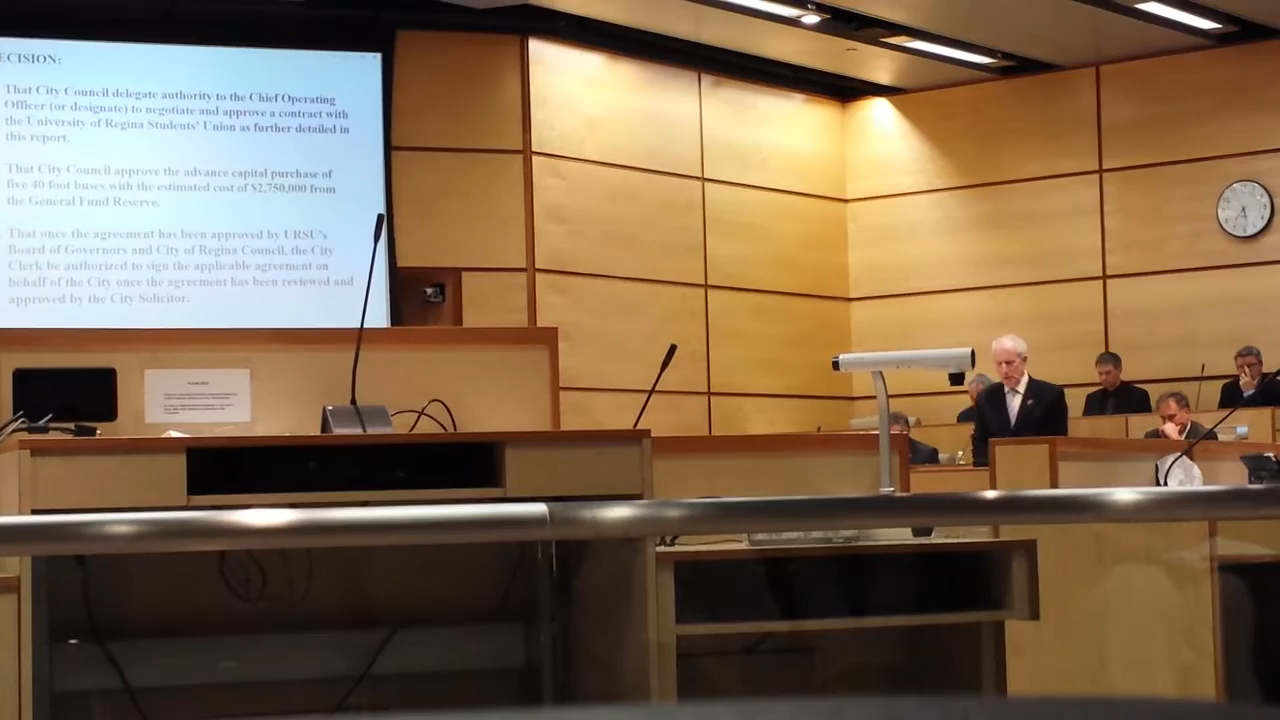 ECISION:
That City Council delegate authority to the Chief Operating
Officer (or designate) to negotiate and approve a contract with
the University of Regina Students' Union as further detailed in
this report.
That City Council approve the advance capital purchase of
five 40 foot buses with the estimated cost of $2,750,000 from
the General Fund Reserve.
That once the agreement has been approved by URSU's
Board of Governors and City of Regina Council, the City
Clerk be authorized to sign the applicable agreement on
behalf of the City once the agreement has been reviewed and
approved by the City Solicitor.